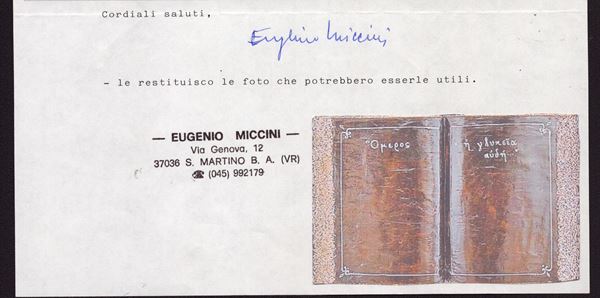 Cordiali saluti,
Eugenio Miccini
- le restituisco le foto che potrebbero esserle utili.
— EUGENIO MICCINI —
Via Genova, 12
37036 S. MARTINO B. A. (VR)
☎ (045) 992179
Ὅμερος
ἡ γλυκεῖα
αὐδή